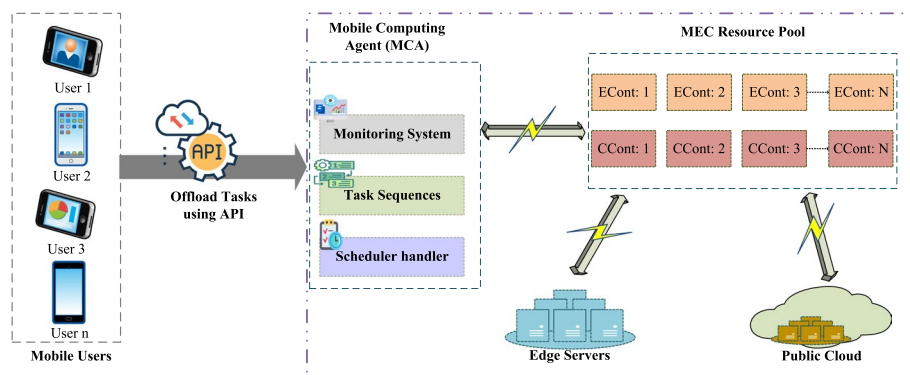 Mobile Computing
Agent (MCA)
MEC Resource Pool
User 1
User 2
User 3
User n
Mobile Users
API
Offload Tasks
using API
Monitoring System
Task Sequences
Scheduler handler
ECont: 1
ECont: 2
ECont: 3
ECont: N
CCont: 1
CCont: 2
CCont: 3
CCont: N
Edge Servers
Public Cloud